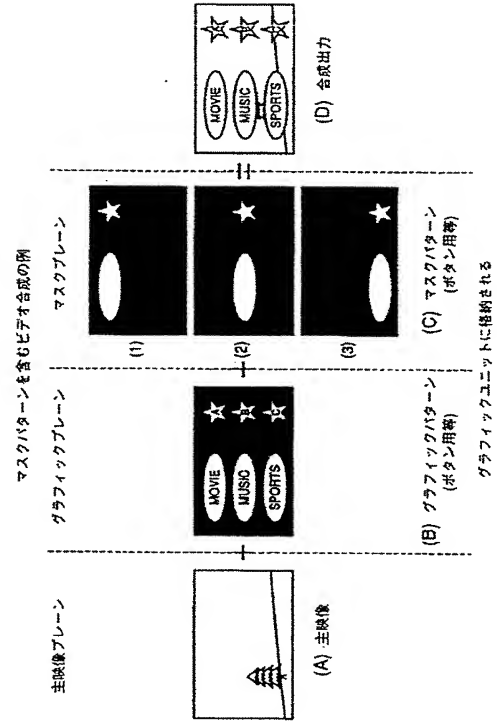 マスクパターンを含むビデオ合成の例
主映像プレーン
グラフィックプレーン
マスクプレーン
MOVIE
MUSIC
SPORTS
A
B
C
(1)
(2)
(3)
MOVIE
MUSIC
SPORTS
(A) 主映像
(B) グラフィックパターン
(ボタン用帯)
(C) マスクパターン
(ボタン用帯)
(D) 合成出力
グラフィックユニットに格納される